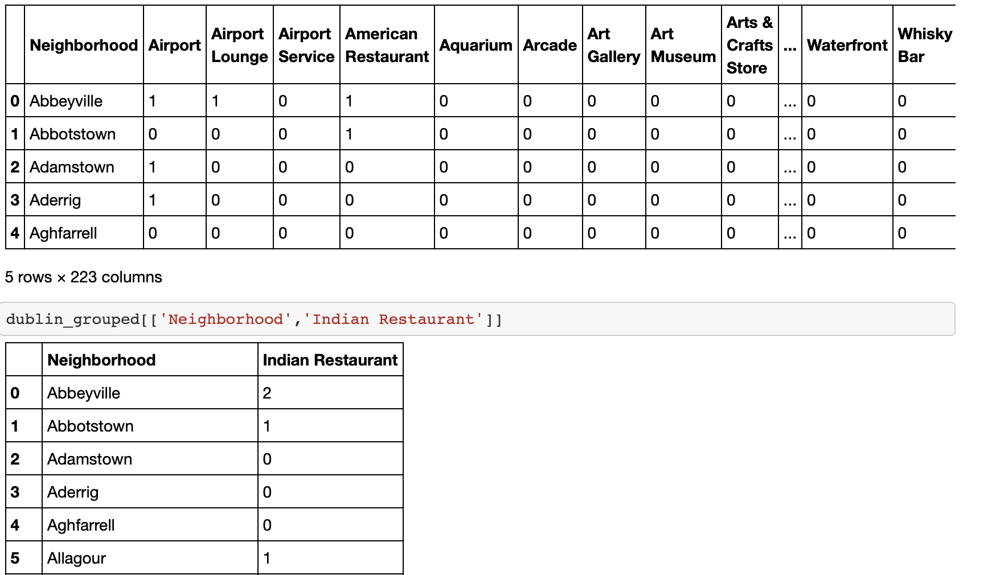 Neighborhood Airport Airport Lounge Airport Service American Restaurant Aquarium Arcade Art Gallery Art Museum Arts & Crafts Store ... Waterfront Whisky Bar
0 Abbeyville 1 1 0 1 0 0 0 0 0 ... 0 0
1 Abbotstown 0 0 0 1 0 0 0 0 0 ... 0 0
2 Adamstown 1 0 0 0 0 0 0 0 0 ... 0 0
3 Aderrig 1 0 0 0 0 0 0 0 0 ... 0 0
4 Aghfarrell 0 0 0 0 0 0 0 0 0 ... 0 0
5 rows × 223 columns
dublin_grouped[['Neighborhood','Indian Restaurant']]
Neighborhood Indian Restaurant
0 Abbeyville 2
1 Abbotstown 1
2 Adamstown 0
3 Aderrig 0
4 Aghfarrell 0
5 Allagour 1